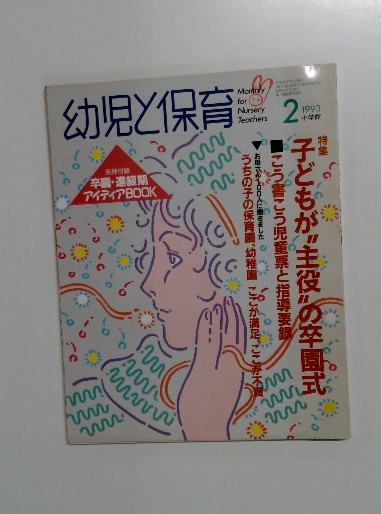 幼児と保育
Monthly
for
Nursery
Teachers
2
1993
小学館
別冊付録
卒園・進級期
アイディアBOOK
特集
子どもが“主役”の卒園式
■こう書こう児童票と指導要録
▼お母さん100人に聞きました
うちの子の保育園・幼稚園 ここが満足、ここが不満